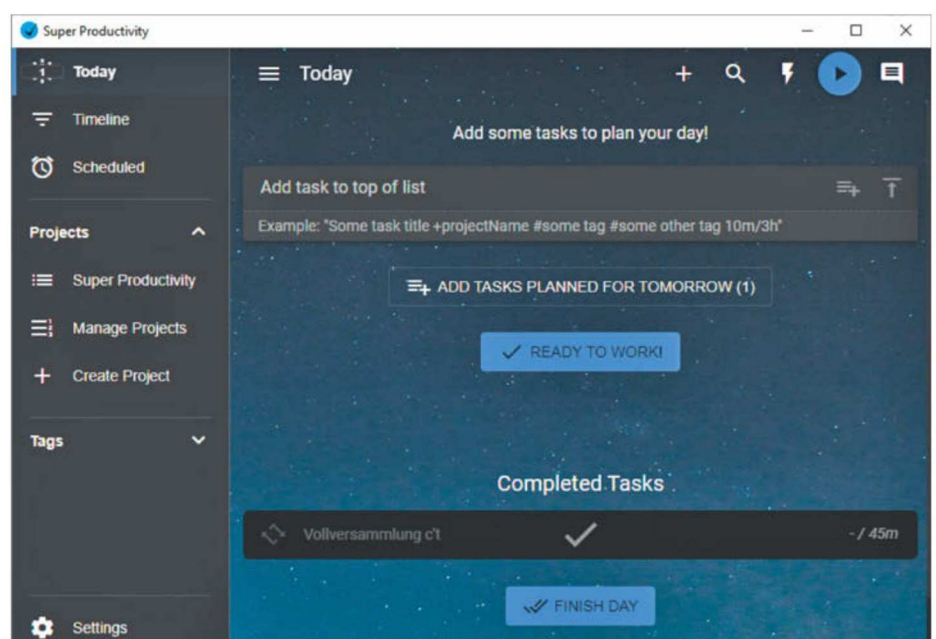 Super Productivity
Today
Timeline
Scheduled
Projects
Super Productivity
Manage Projects
Create Project
Tags
Settings
Today
Add some tasks to plan your day!
Add task to top of list
Example: "Some task title +projectName #some tag #some other tag 10m/3h"
ADD TASKS PLANNED FOR TOMORROW (1)
READY TO WORK!
Completed Tasks
Vollversammlung c't
- / 45m
FINISH DAY